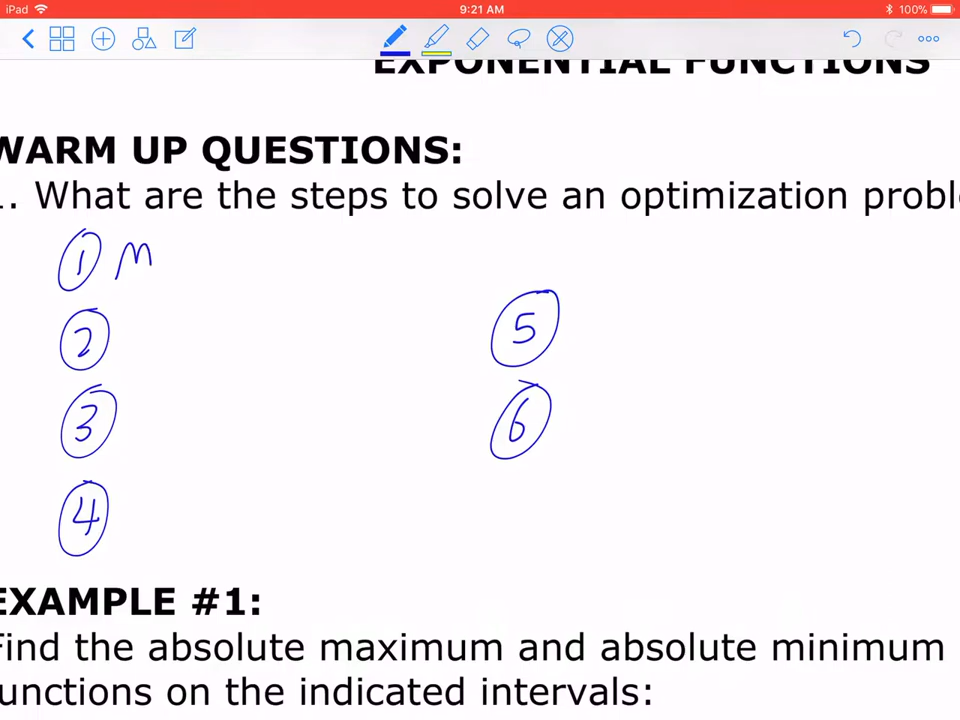 iPad 9:21 AM 100%
EXPONENTIAL FUNCTIONS
WARM UP QUESTIONS:
1. What are the steps to solve an optimization probl
① M
②
③
④
⑤
⑥
EXAMPLE #1:
Find the absolute maximum and absolute minimum
unctions on the indicated intervals: